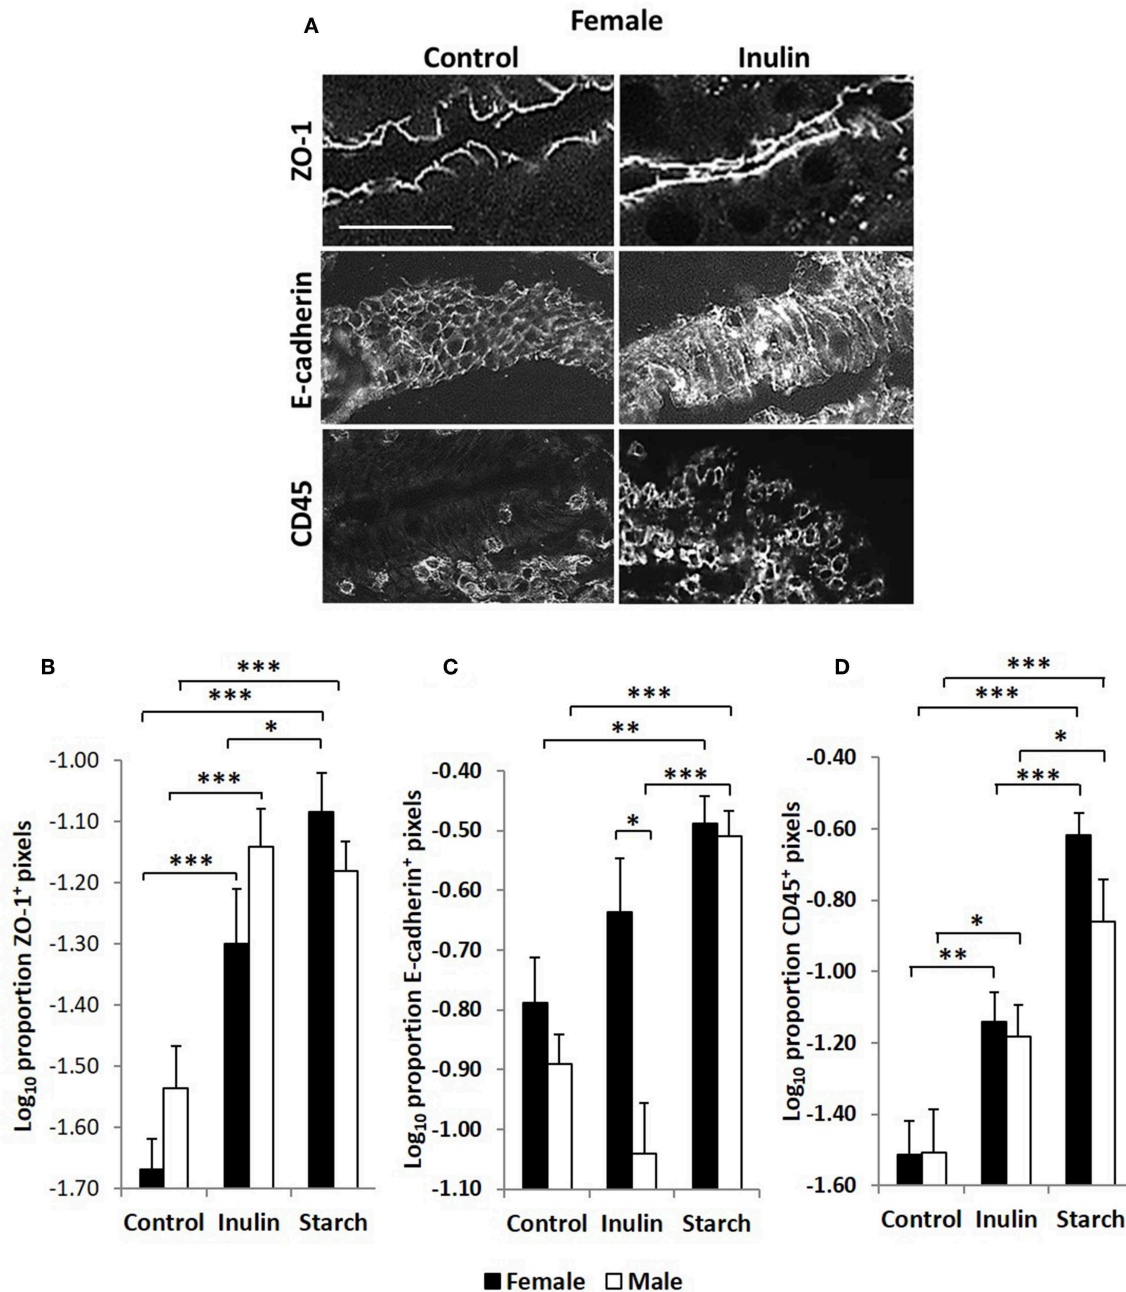 A
Female
Control Inulin
ZO-1
E-cadherin
CD45
B
***
***
*
***
***
Log₁₀ proportion ZO-1⁺ pixels
-1.00
-1.10
-1.20
-1.30
-1.40
-1.50
-1.60
-1.70
Control Inulin Starch
C
***
**
***
*
Log₁₀ proportion E-cadherin⁺ pixels
-0.40
-0.50
-0.60
-0.70
-0.80
-0.90
-1.00
-1.10
Control Inulin Starch
D
***
***
*
***
*
**
Log₁₀ proportion CD45⁺ pixels
-0.40
-0.60
-0.80
-1.00
-1.20
-1.40
-1.60
Control Inulin Starch
Female Male